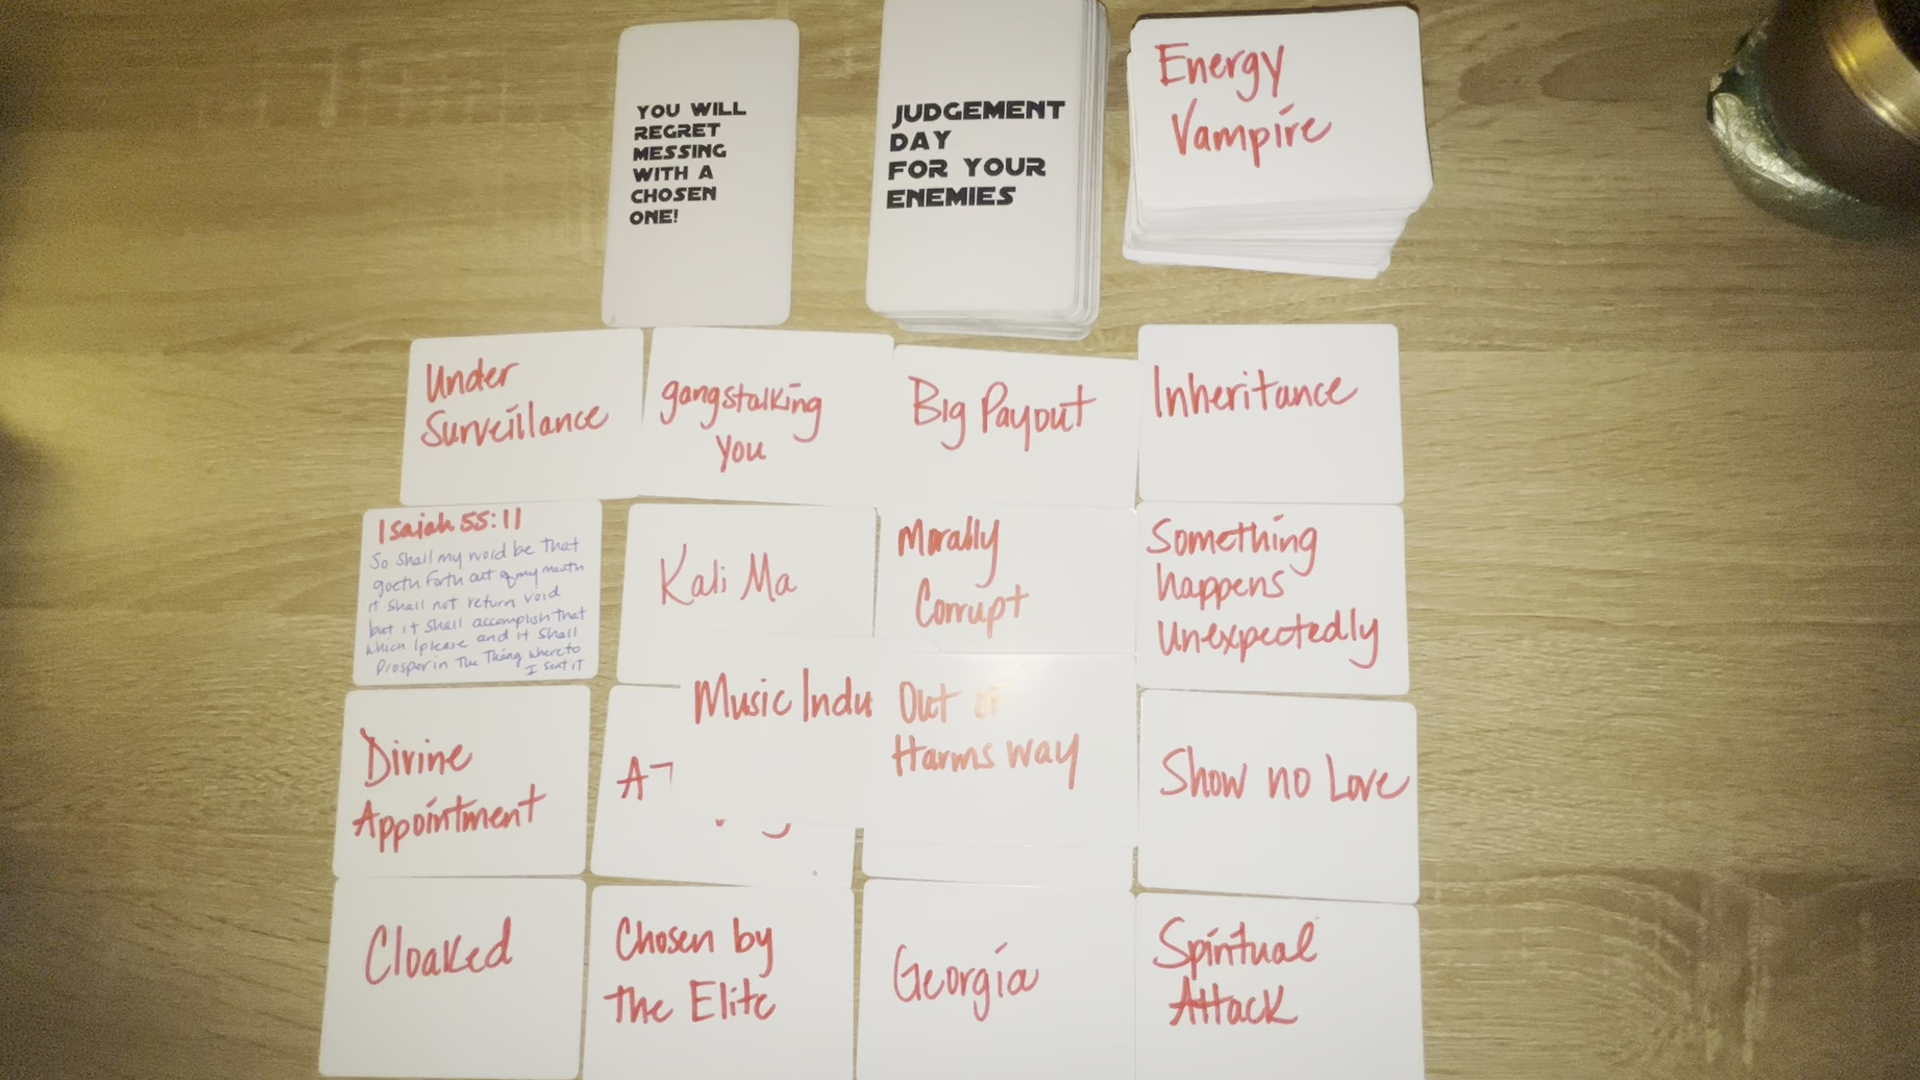 YOU WILL
REGRET
MESSING
WITH A
CHOSEN
ONE!
JUDGEMENT
DAY
FOR YOUR
ENEMIES
Energy
Vampire
Under
Surveillance
gangstalking
You
Big Payout
Inheritance
Isaiah 55:11
So shall my word be that
goeth forth out of my mouth
it shall not return void
but it shall accomplish that
which I please and it shall
Prosper in The Thing whereto
I sent it
Kali Ma
Morally
Corrupt
Something
happens
Unexpectedly
Divine
Appointment
Music Indu
Out of
Harms way
Show no Love
Cloaked
Chosen by
The Elite
Georgia
Spiritual
Attack